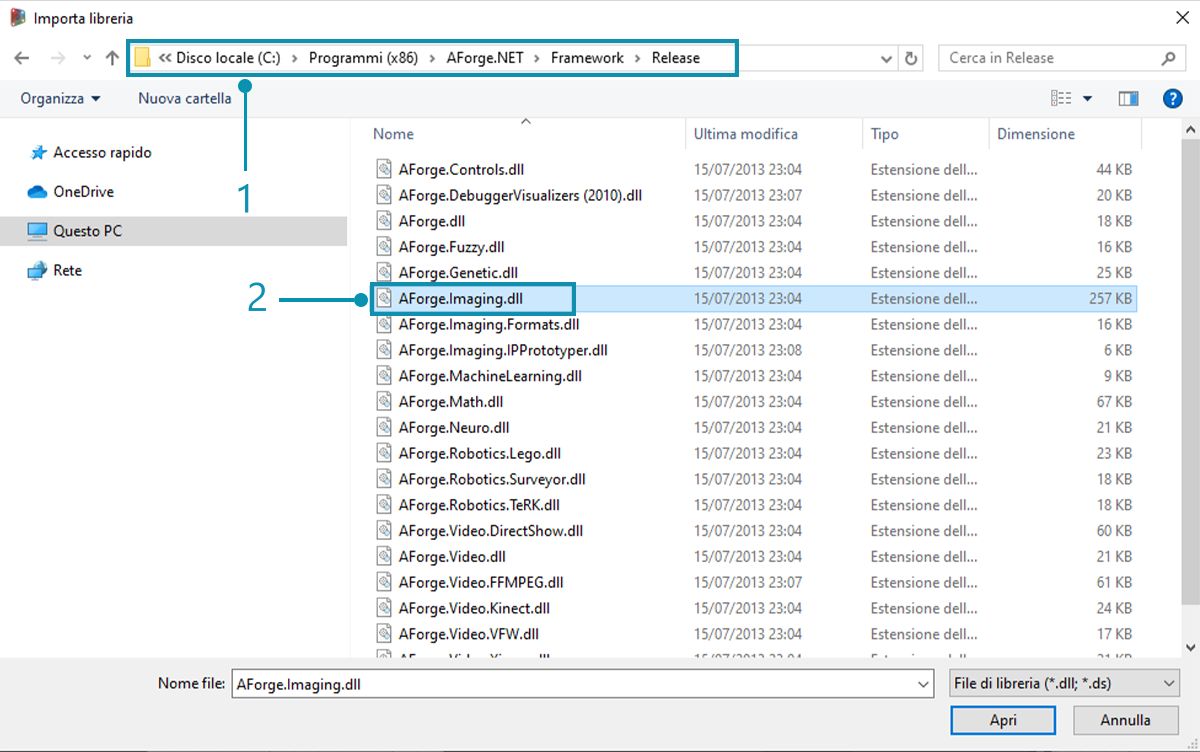 Importa libreria
« Disco locale (C:) › Programmi (x86) › AForge.NET › Framework › Release
Cerca in Release
Organizza
Nuova cartella
1
Accesso rapido
OneDrive
Questo PC
Rete
2
Nome Ultima modifica Tipo Dimensione
AForge.Controls.dll 15/07/2013 23:04 Estensione dell... 44 KB
AForge.DebuggerVisualizers (2010).dll 15/07/2013 23:07 Estensione dell... 20 KB
AForge.dll 15/07/2013 23:04 Estensione dell... 18 KB
AForge.Fuzzy.dll 15/07/2013 23:04 Estensione dell... 16 KB
AForge.Genetic.dll 15/07/2013 23:04 Estensione dell... 25 KB
AForge.Imaging.dll 15/07/2013 23:04 Estensione dell... 257 KB
AForge.Imaging.Formats.dll 15/07/2013 23:04 Estensione dell... 16 KB
AForge.Imaging.IPPrototyper.dll 15/07/2013 23:08 Estensione dell... 6 KB
AForge.MachineLearning.dll 15/07/2013 23:04 Estensione dell... 9 KB
AForge.Math.dll 15/07/2013 23:04 Estensione dell... 67 KB
AForge.Neuro.dll 15/07/2013 23:04 Estensione dell... 21 KB
AForge.Robotics.Lego.dll 15/07/2013 23:04 Estensione dell... 23 KB
AForge.Robotics.Surveyor.dll 15/07/2013 23:04 Estensione dell... 18 KB
AForge.Robotics.TeRK.dll 15/07/2013 23:04 Estensione dell... 18 KB
AForge.Video.DirectShow.dll 15/07/2013 23:04 Estensione dell... 60 KB
AForge.Video.dll 15/07/2013 23:04 Estensione dell... 21 KB
AForge.Video.FFMPEG.dll 15/07/2013 23:07 Estensione dell... 61 KB
AForge.Video.Kinect.dll 15/07/2013 23:04 Estensione dell... 24 KB
AForge.Video.VFW.dll 15/07/2013 23:04 Estensione dell... 17 KB
Nome file: AForge.Imaging.dll
File di libreria (*.dll; *.ds)
Apri
Annulla